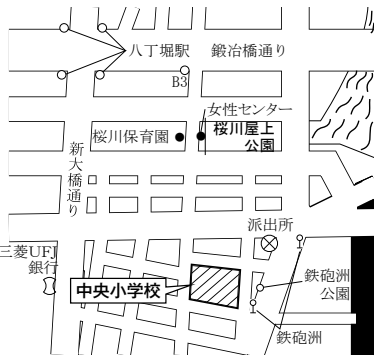 八丁堀駅
鍛冶橋通り
B3
女性センター
桜川保育園
桜川屋上
公園
新大橋通り
派出所
三菱UFJ
銀行
中央小学校
鉄砲洲
公園
鉄砲洲